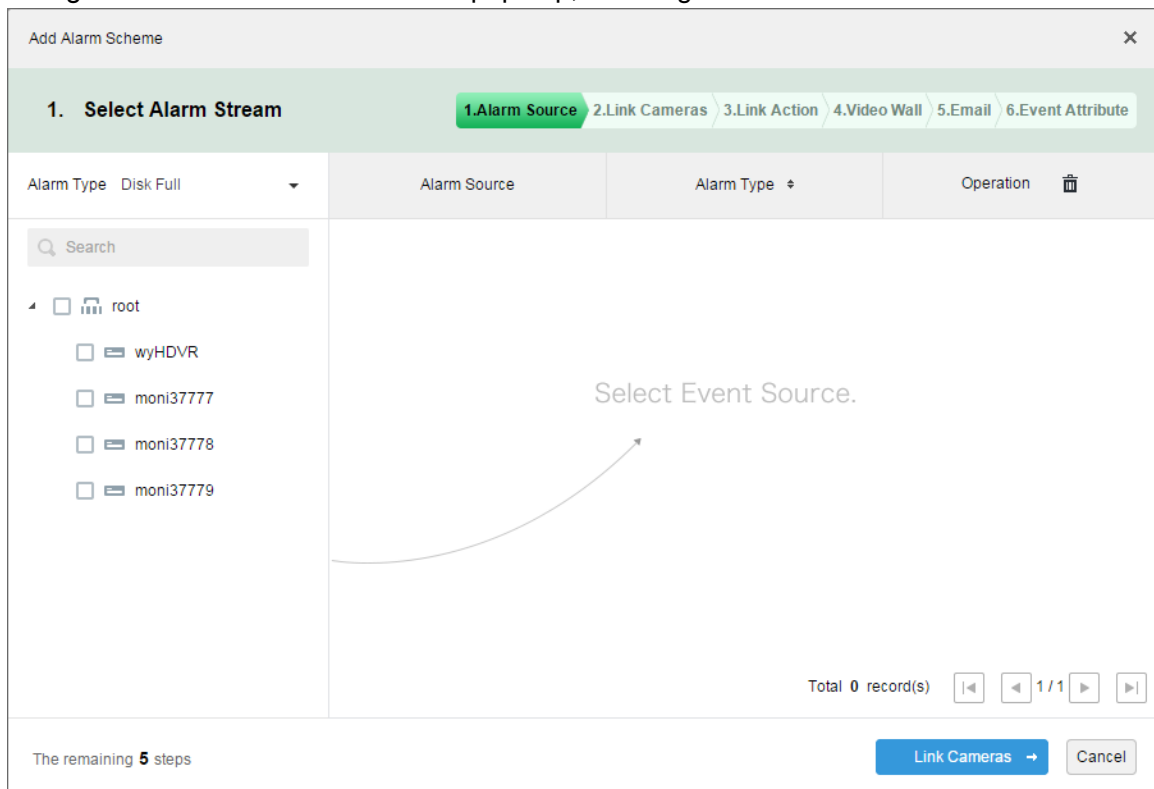 Add Alarm Scheme
1. Select Alarm Stream
1.Alarm Source 2.Link Cameras 3.Link Action 4.Video Wall 5.Email 6.Event Attribute
Alarm Type Disk Full
Alarm Source
Alarm Type
Operation
Search
root
wyHDVR
moni37777
moni37778
moni37779
Select Event Source.
Total 0 record(s) 1 / 1
The remaining 5 steps
Link Cameras
Cancel